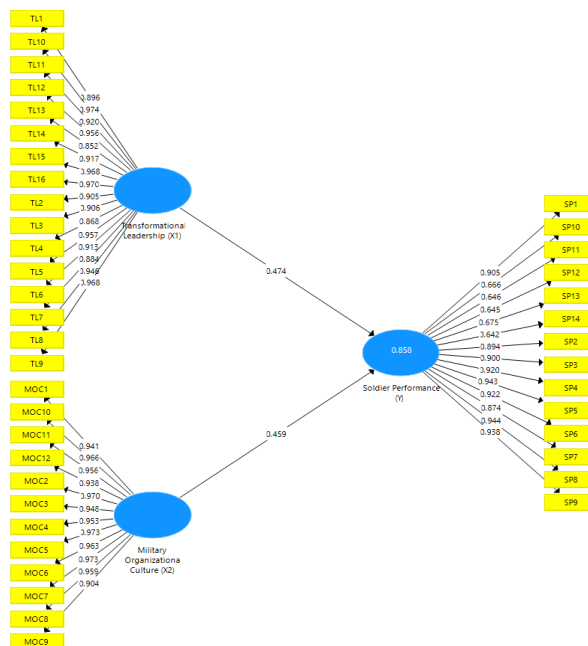 TL1
TL10
TL11
TL12
TL13
TL14
TL15
TL16
TL2
TL3
TL4
TL5
TL6
TL7
TL8
TL9
0.896
0.974
0.920
0.956
0.852
0.917
0.968
0.970
0.905
0.906
0.868
0.957
0.913
0.884
0.946
0.968
Transformational
Leadership (X1)
0.474
MOC1
MOC10
MOC11
MOC12
MOC2
MOC3
MOC4
MOC5
MOC6
MOC7
MOC8
MOC9
0.941
0.966
0.956
0.938
0.970
0.948
0.953
0.973
0.963
0.973
0.959
0.904
Military
Organizationa
Culture (X2)
0.459
0.858
Soldier Performance
(Y)
0.905
0.666
0.646
0.645
0.675
0.642
0.894
0.900
0.920
0.943
0.922
0.874
0.944
0.938
SP1
SP10
SP11
SP12
SP13
SP14
SP2
SP3
SP4
SP5
SP6
SP7
SP8
SP9